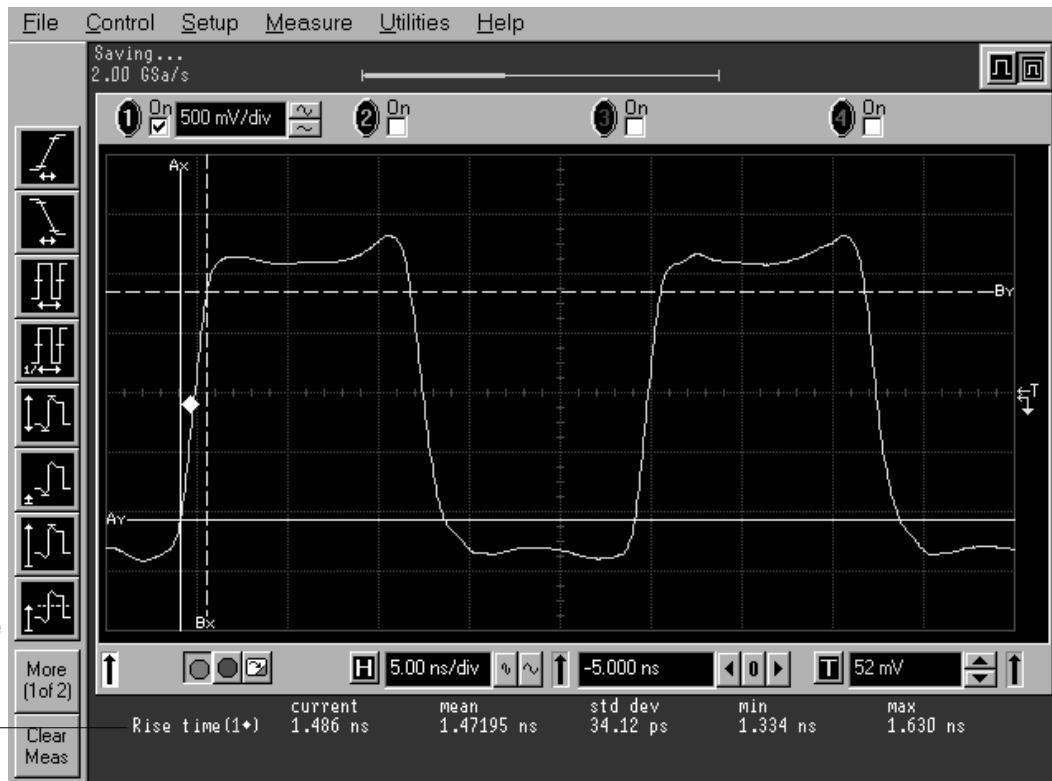 File Control Setup Measure Utilities Help
Saving...
2.00 GSa/s
1 On 500 mV/div 2 On 3 On 4 On
Ax
By
Ay
Bx
T
1/
More
(1 of 2)
Clear
Meas
H 5.00 ns/div -5.000 ns 0 T 52 mV
current mean std dev min max
Rise time(1♦) 1.486 ns 1.47195 ns 34.12 ps 1.334 ns 1.630 ns